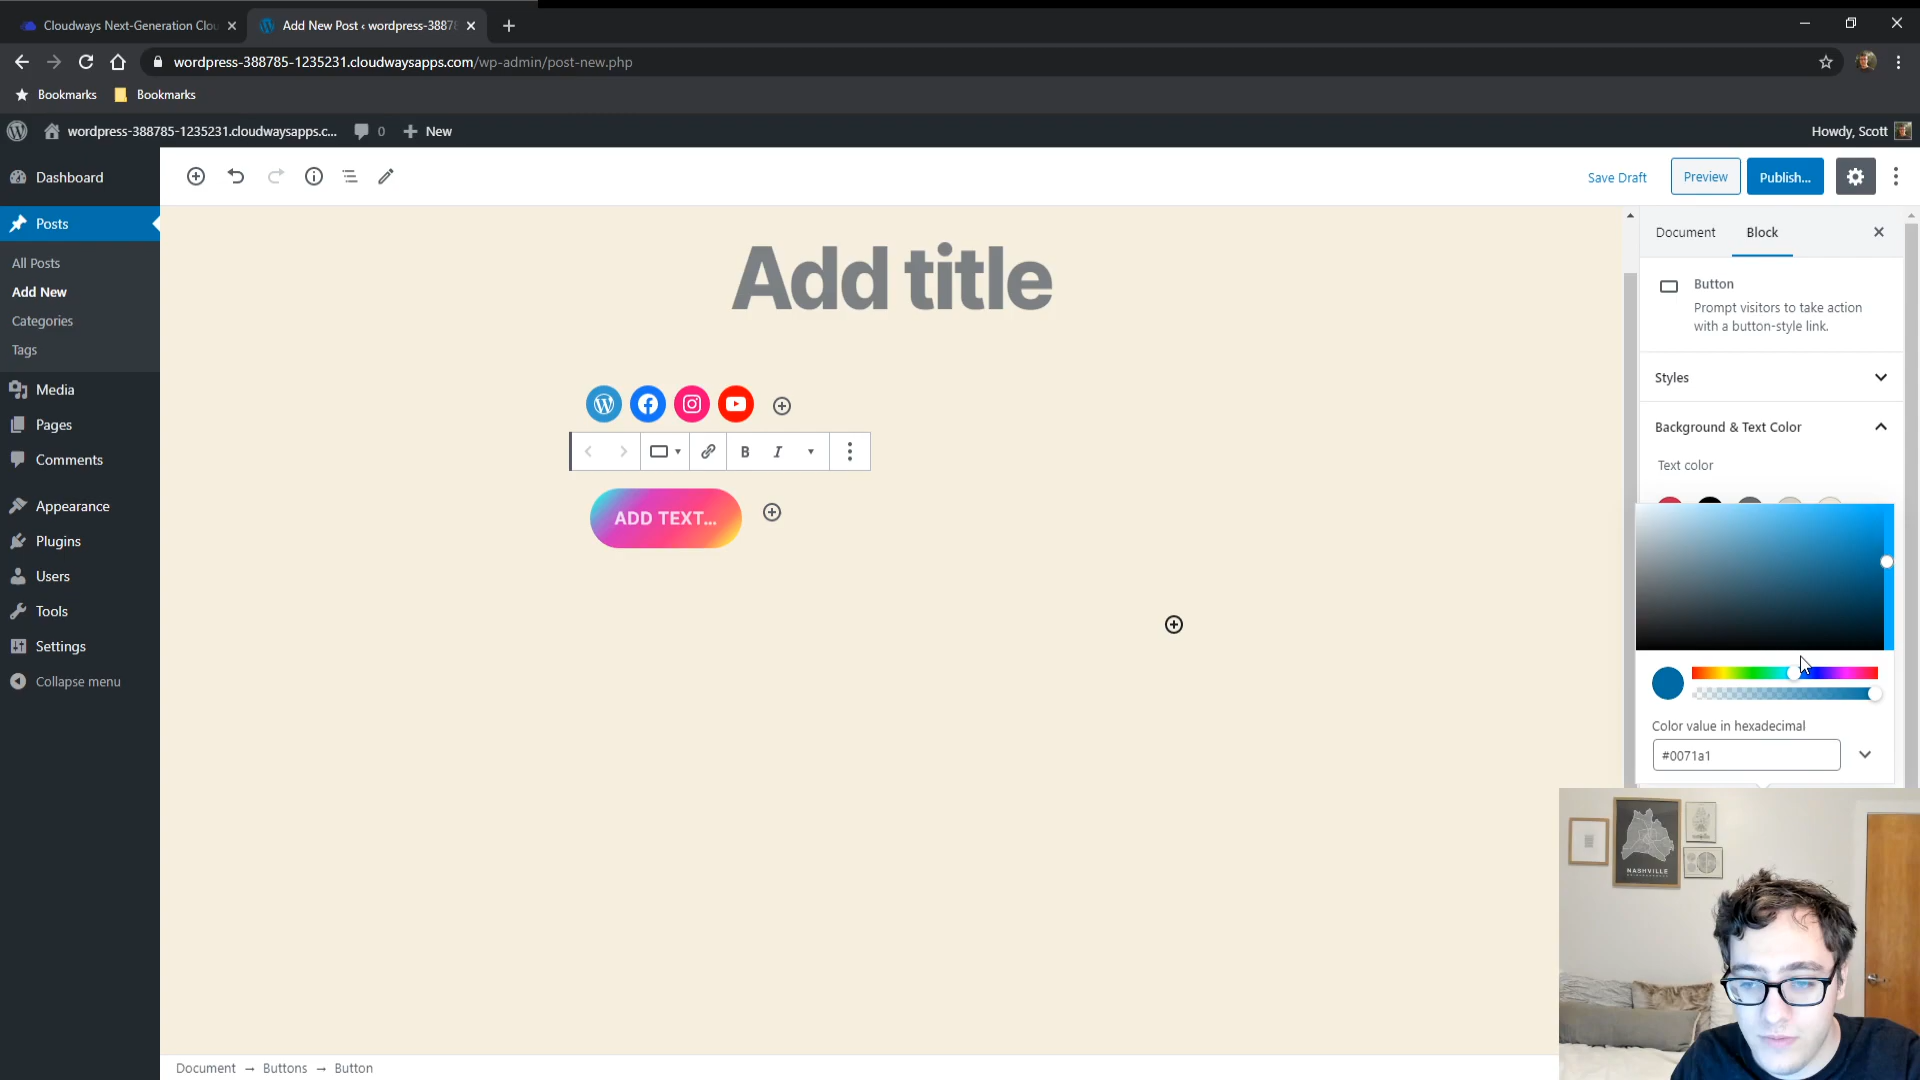 Cloudways Next-Generation Clou
Add New Post ‹ wordpress-3887
wordpress-388785-1235231.cloudwaysapps.com/wp-admin/post-new.php
Bookmarks
Bookmarks
wordpress-388785-1235231.cloudwaysapps.c...
0
New
Howdy, Scott
Dashboard
Posts
All Posts
Add New
Categories
Tags
Media
Pages
Comments
Appearance
Plugins
Users
Tools
Settings
Collapse menu
Save Draft
Preview
Publish...
Add title
B
I
ADD TEXT...
Document
Block
Button
Prompt visitors to take action
with a button-style link.
Styles
Background & Text Color
Text color
Color value in hexadecimal
#0071a1
NASHVILLE
Document → Buttons → Button